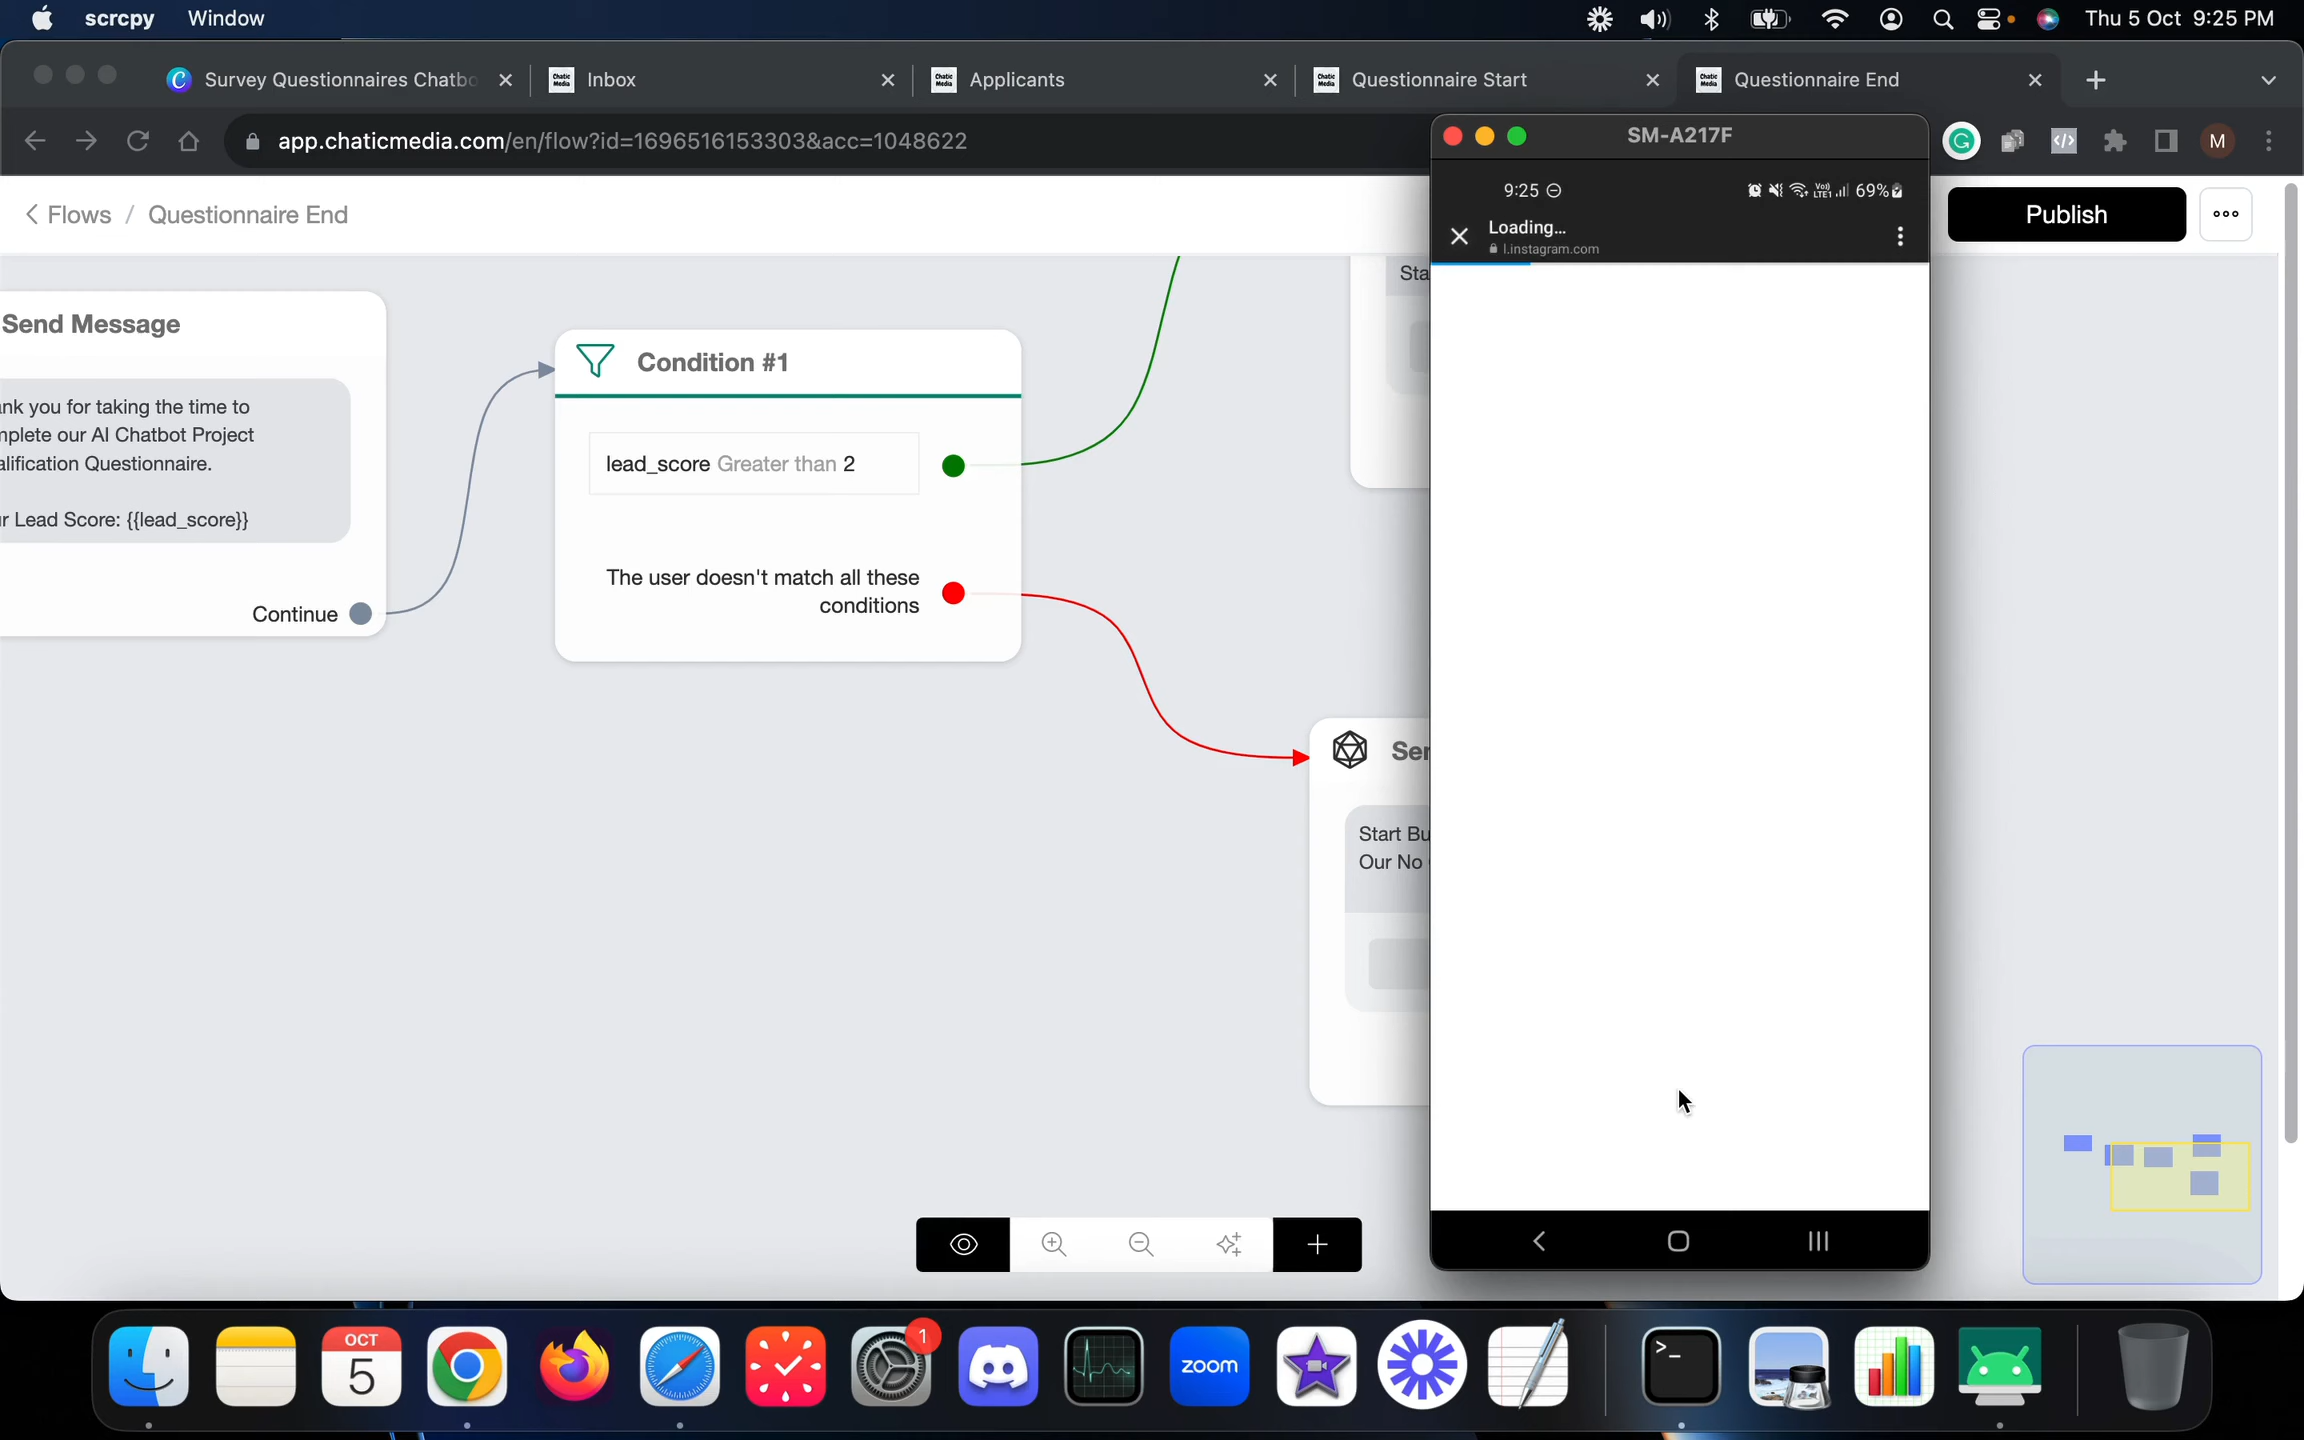 scrcpy Window
Thu 5 Oct 9:25 PM
Survey Questionnaires Chatbo
Inbox
Applicants
Questionnaire Start
Questionnaire End
app.chaticmedia.com/en/flow?id=1696516153303&acc=1048622
SM-A217F
M
Flows / Questionnaire End
Publish
9:25
69%
Loading...
l.instagram.com
Send Message
ank you for taking the time to
mplete our AI Chatbot Project
alification Questionnaire.
r Lead Score: {{lead_score}}
Continue
Condition #1
lead_score Greater than 2
The user doesn't match all these
conditions
Sta
Ser
Start Bu
Our No
OCT
5
1
zoom